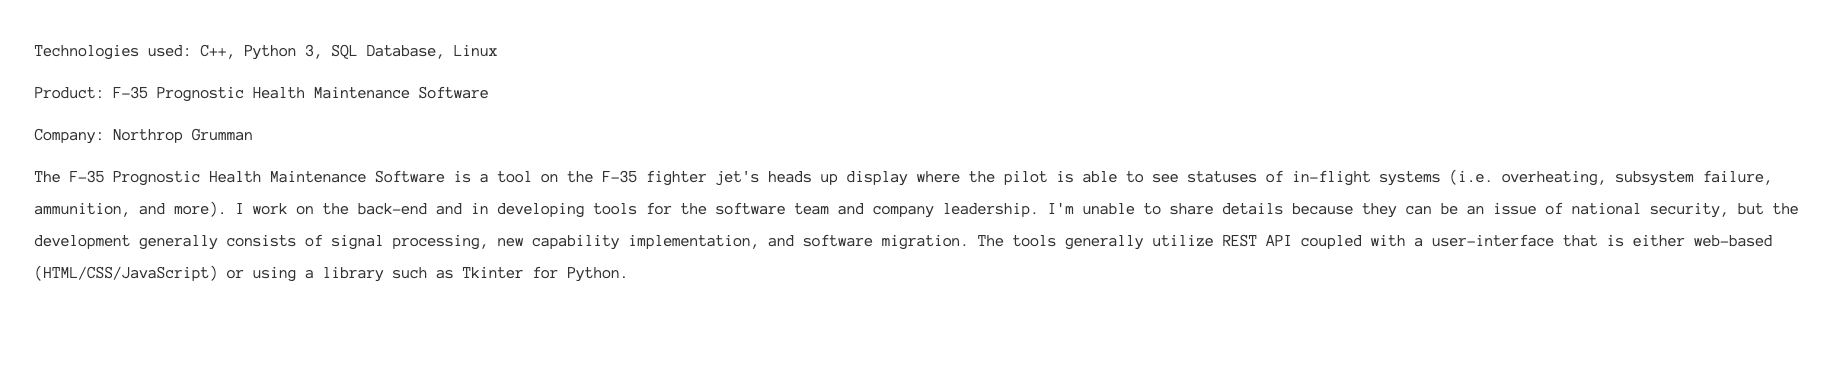 Technologies used: C++, Python 3, SQL Database, Linux
Product: F-35 Prognostic Health Maintenance Software
Company: Northrop Grumman
The F-35 Prognostic Health Maintenance Software is a tool on the F-35 fighter jet's heads up display where the pilot is able to see statuses of in-flight systems (i.e. overheating, subsystem failure,
ammunition, and more). I work on the back-end and in developing tools for the software team and company leadership. I'm unable to share details because they can be an issue of national security, but the
development generally consists of signal processing, new capability implementation, and software migration. The tools generally utilize REST API coupled with a user-interface that is either web-based
(HTML/CSS/JavaScript) or using a library such as Tkinter for Python.